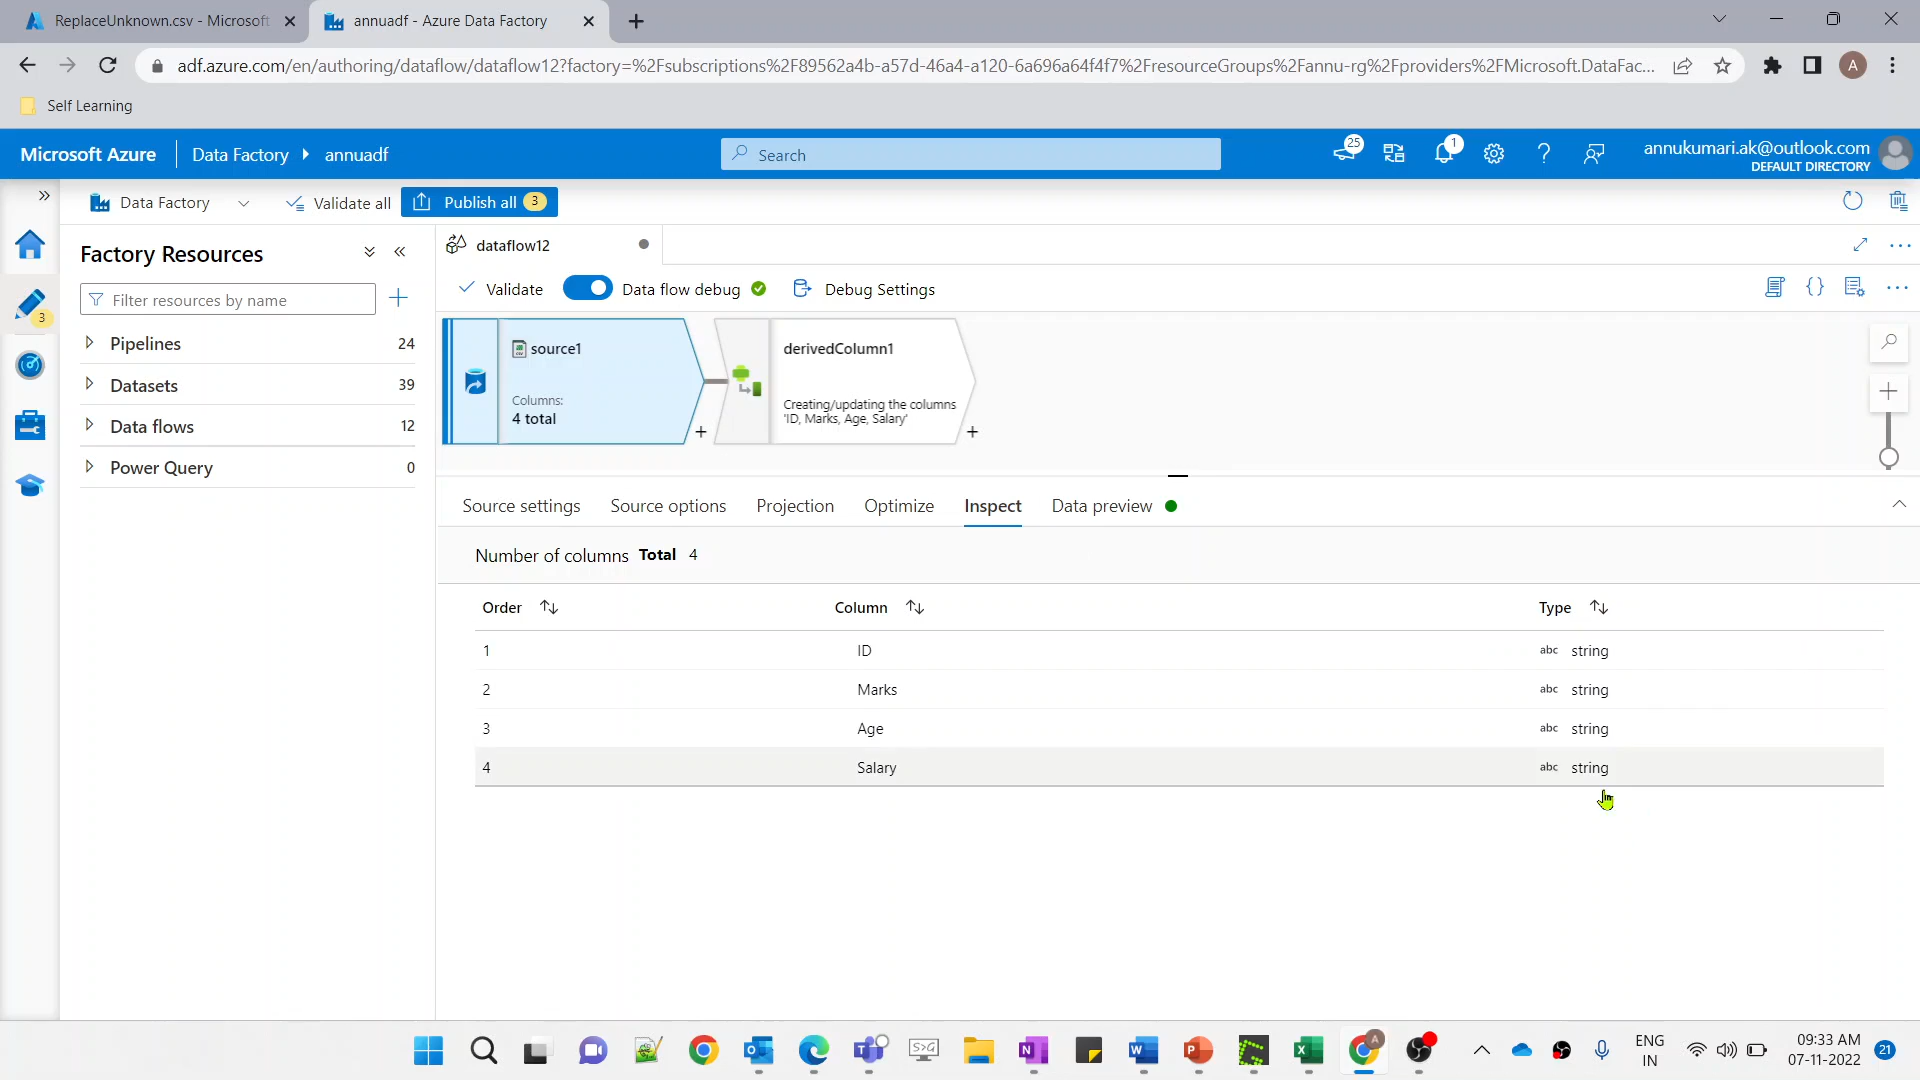 ReplaceUnknown.csv - Microsoft
annuadf - Azure Data Factory
adf.azure.com/en/authoring/dataflow/dataflow12?factory=%2Fsubscriptions%2F89562a4b-a57d-46a4-a120-6a696a64f4f7%2FresourceGroups%2Fannu-rg%2Fproviders%2FMicrosoft.DataFac...
A
Self Learning
Microsoft Azure
Data Factory
annuadf
Search
25
1
annukumari.ak@outlook.com
DEFAULT DIRECTORY
Data Factory
Validate all
Publish all 3
Factory Resources
dataflow12
Filter resources by name
Validate
Data flow debug
Debug Settings
3
Pipelines 24
Datasets 39
Data flows 12
Power Query 0
source1
Columns:
4 total
derivedColumn1
Creating/updating the columns
'ID, Marks, Age, Salary'
Source settings
Source options
Projection
Optimize
Inspect
Data preview
Number of columns Total 4
Order Column Type
1 ID abc string
2 Marks abc string
3 Age abc string
4 Salary abc string
ENG
IN
09:33 AM
07-11-2022
21